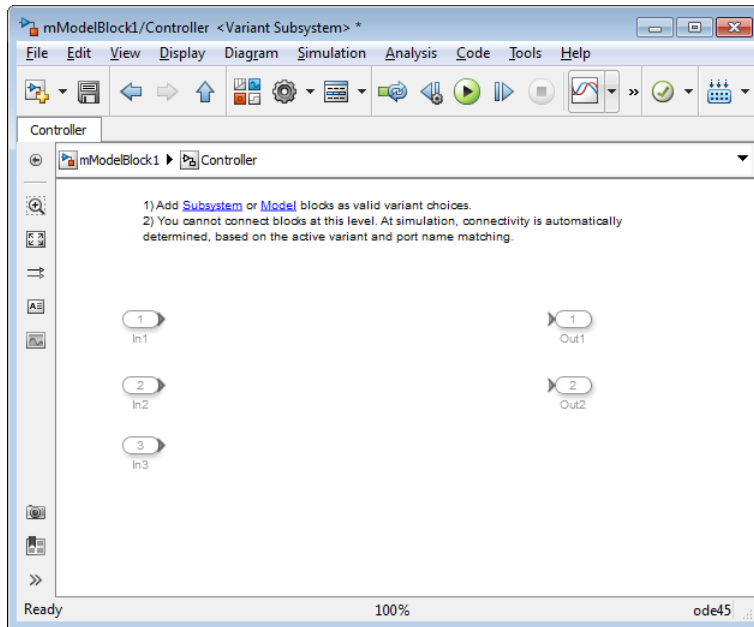 mModelBlock1/Controller <Variant Subsystem> *
File Edit View Display Diagram Simulation Analysis Code Tools Help
»
Controller
mModelBlock1 Controller
1) Add Subsystem or Model blocks as valid variant choices.
2) You cannot connect blocks at this level. At simulation, connectivity is automatically
determined, based on the active variant and port name matching.
1 1
In1 Out1
2 2
In2 Out2
3
In3
»
Ready 100% ode45